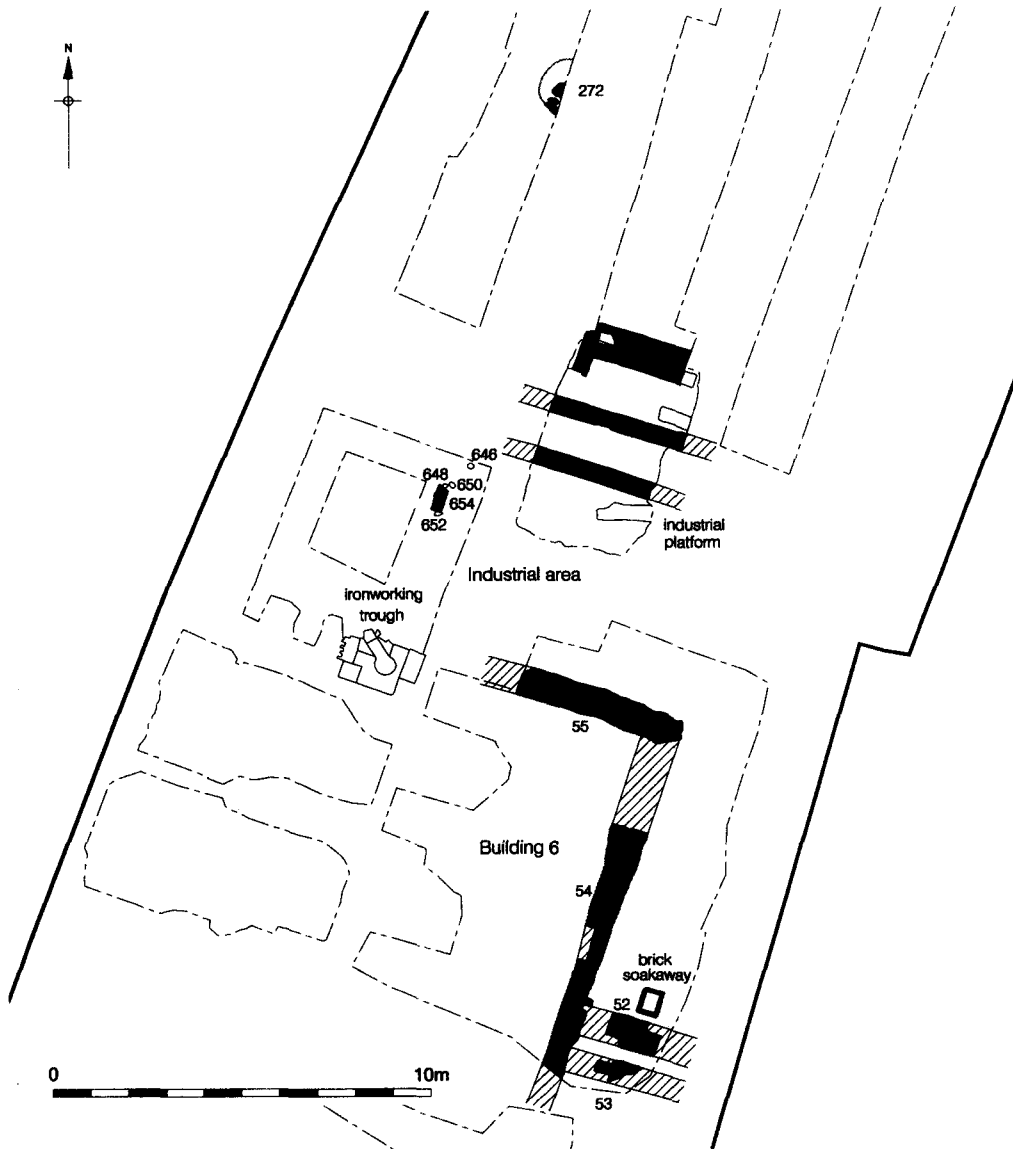 N
272
646
648
650
654
652
industrial
platform
Industrial area
ironworking
trough
55
Building 6
54
brick
soakaway
52
0
10m
53